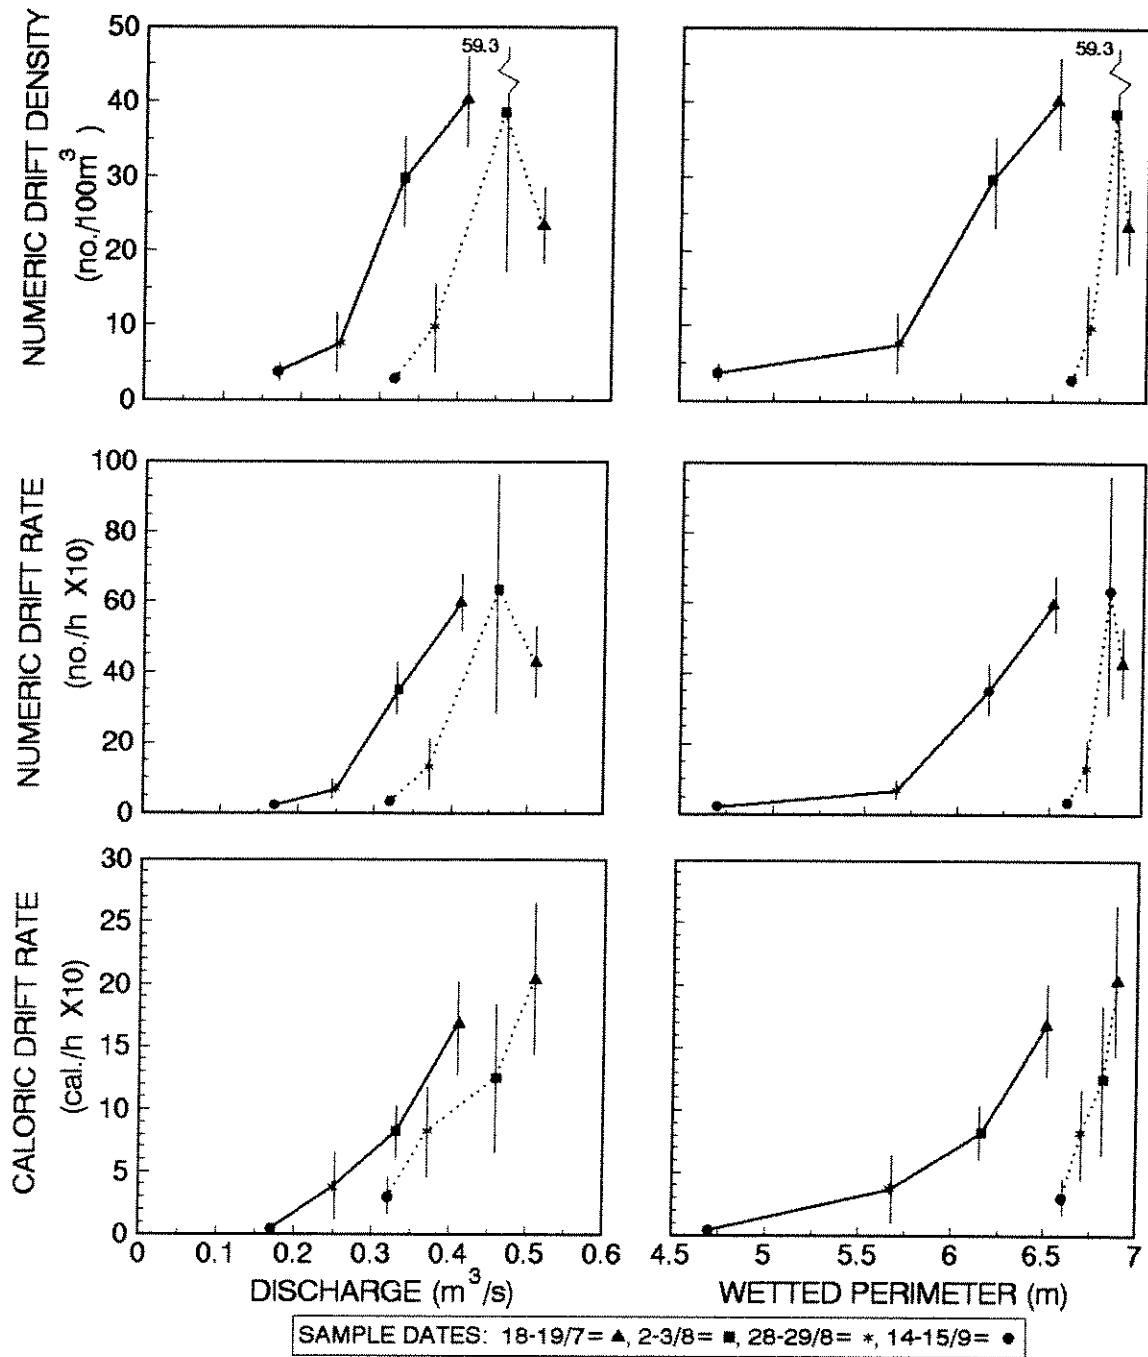 NUMERIC DRIFT DENSITY
(no./100m³)
50
40
30
20
10
0
59.3
59.3
NUMERIC DRIFT RATE
(no./h X10)
100
80
60
40
20
0
CALORIC DRIFT RATE
(cal./h X10)
30
25
20
15
10
5
0
0 0.1 0.2 0.3 0.4 0.5 0.6
DISCHARGE (m³/s)
4.5 5 5.5 6 6.5 7
WETTED PERIMETER (m)
SAMPLE DATES: 18-19/7= ▲, 2-3/8= ■, 28-29/8= *, 14-15/9= ●